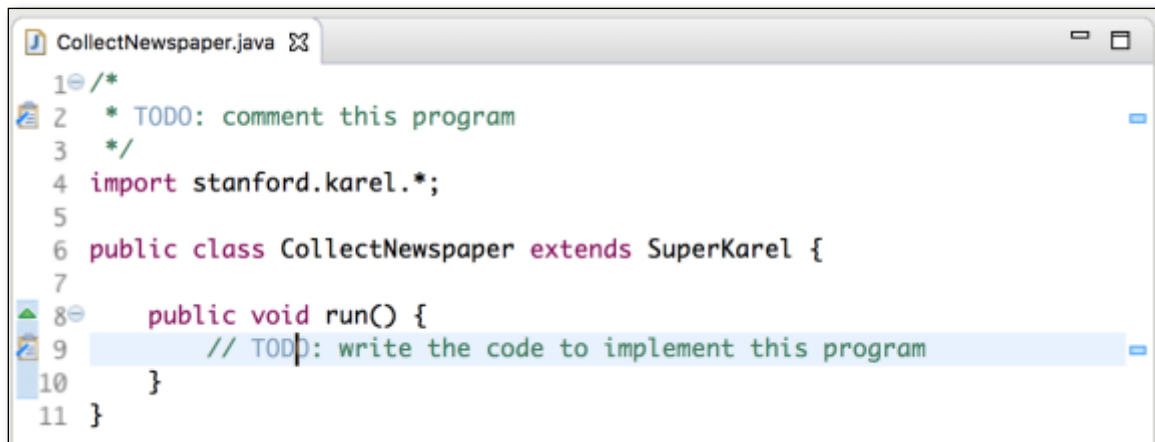 CollectNewspaper.java
1 /*
2 * TODO: comment this program
3 */
4 import stanford.karel.*;
5
6 public class CollectNewspaper extends SuperKarel {
7
8 public void run() {
9 // TODO: write the code to implement this program
10 }
11 }